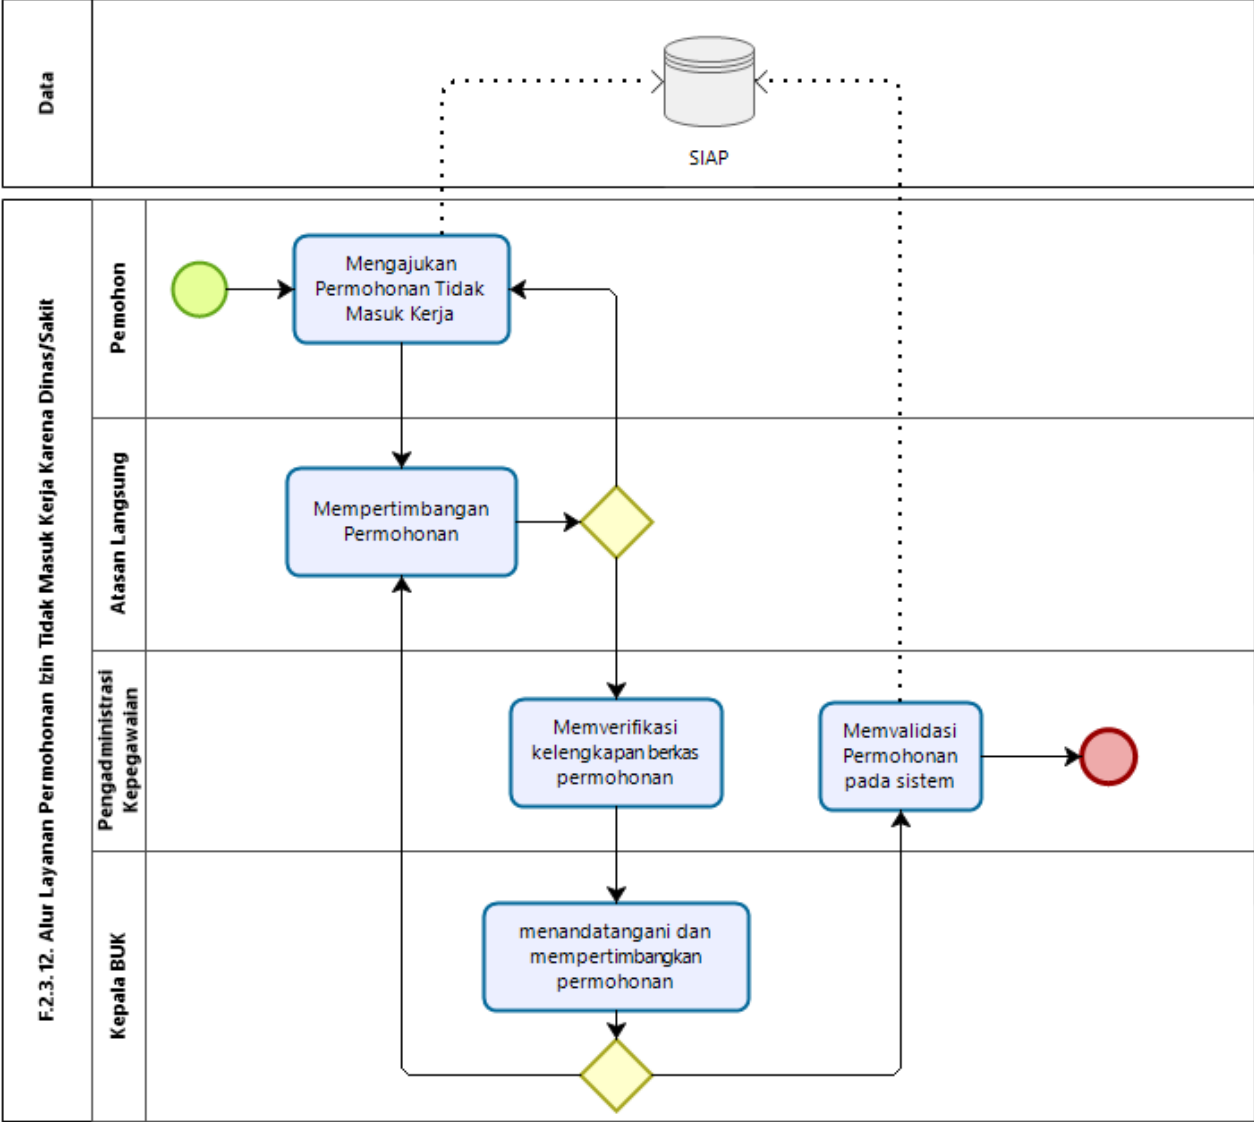 Data
SIAP
F.2.3.12. Alur Layanan Permohonan Izin Tidak Masuk Kerja Karena Dinas/Sakit
Pemohon
Mengajukan
Permohonan Tidak
Masuk Kerja
Atasan Langsung
Mempertimbangan
Permohonan
Pengadministrasi
Kepegawaian
Memverifikasi
kelengkapan berkas
permohonan
Memvalidasi
Permohonan
pada sistem
Kepala BUK
menandatangani dan
mempertimbangkan
permohonan